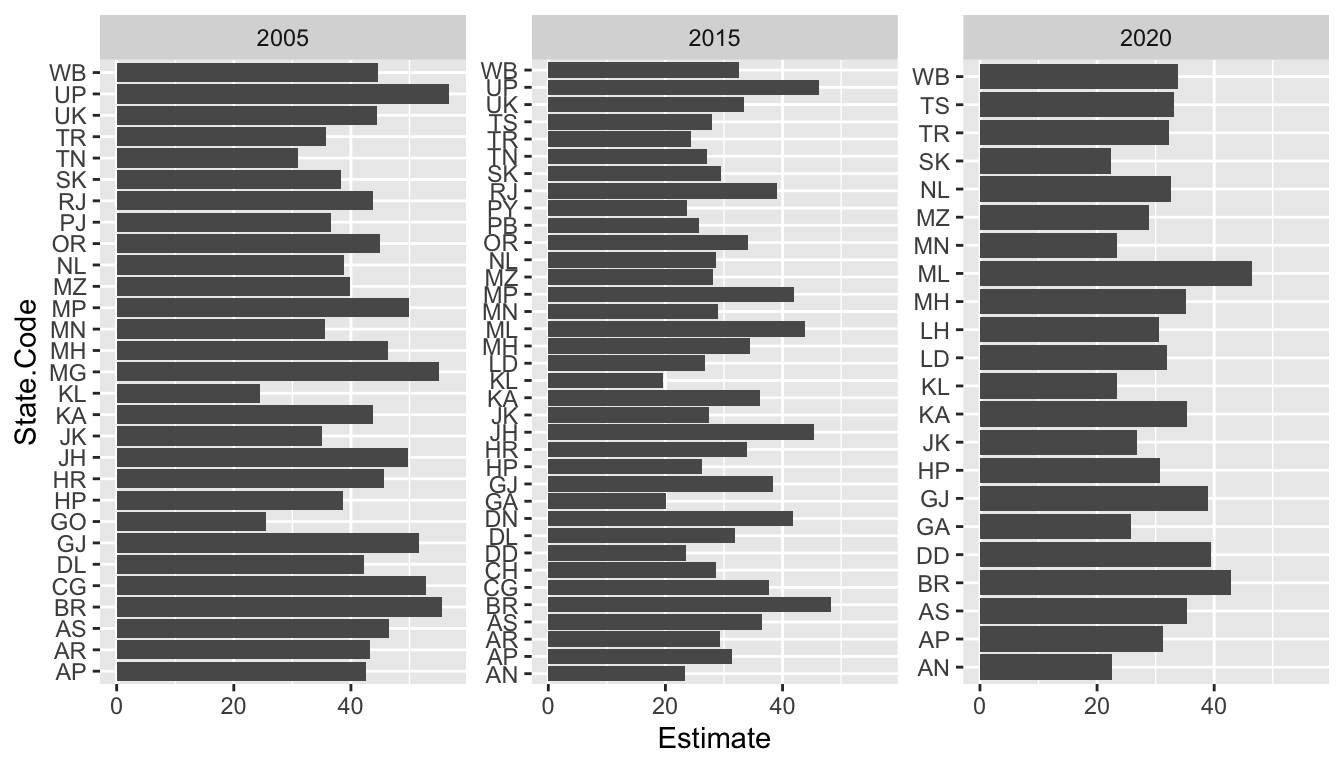 2005
2015
2020
State.Code
WB
UP
UK
TR
TN
SK
RJ
PJ
OR
NL
MZ
MP
MN
MH
MG
KL
KA
JK
JH
HR
HP
GO
GJ
DL
CG
BR
AS
AR
AP
0 20 40
WB
UP
UK
TS
TR
TN
SK
RJ
PY
PB
OR
NL
MZ
MP
MN
ML
MH
LD
KL
KA
JK
JH
HR
HP
GJ
GA
DN
DL
DD
CH
CG
BR
AS
AR
AP
AN
0 20 40
WB
TS
TR
SK
NL
MZ
MN
ML
MH
LH
LD
KL
KA
JK
HP
GJ
GA
DD
BR
AS
AP
AN
0 20 40
Estimate